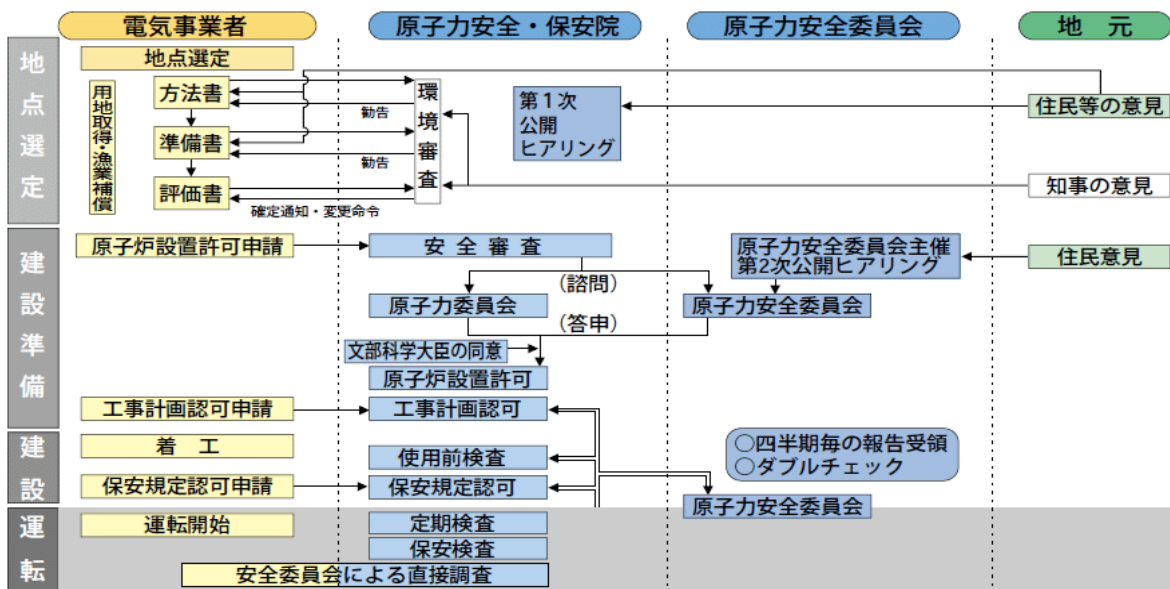 電気事業者
原子力安全・保安院
原子力安全委員会
地元
地点選定
地点選定
用地取得・漁業補償
方法書
準備書
評価書
勧告
勧告
確定通知・変更命令
環境審査
第1次
公開
ヒアリング
住民等の意見
知事の意見
建設準備
原子炉設置許可申請
安全審査
原子力安全委員会主催
第2次公開ヒアリング
住民意見
(諮問)
原子力委員会
原子力安全委員会
(答申)
文部科学大臣の同意
原子炉設置許可
工事計画認可申請
工事計画認可
建設
着工
使用前検査
○四半期毎の報告受領
○ダブルチェック
保安規定認可申請
保安規定認可
原子力安全委員会
運転
運転開始
定期検査
保安検査
安全委員会による直接調査